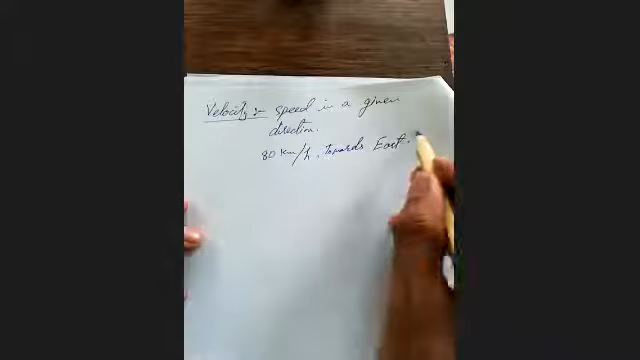 Velocity :- speed in a given
direction.
80 km/h, towards East.